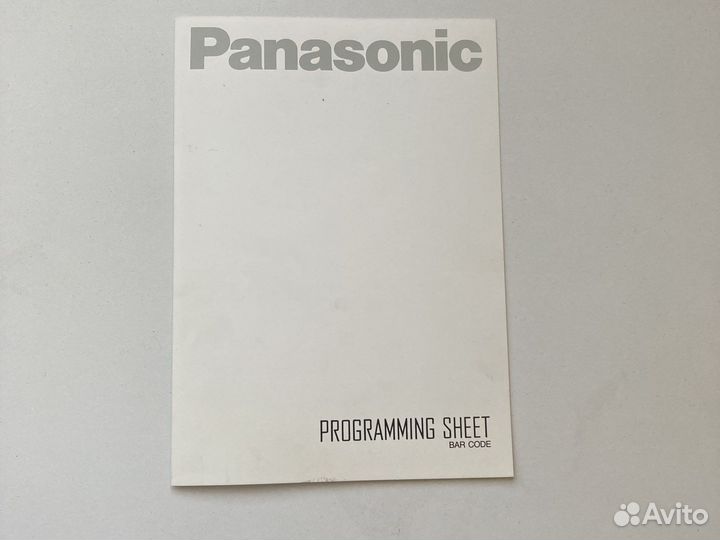 Panasonic
PROGRAMMING SHEET
BAR CODE
Avito